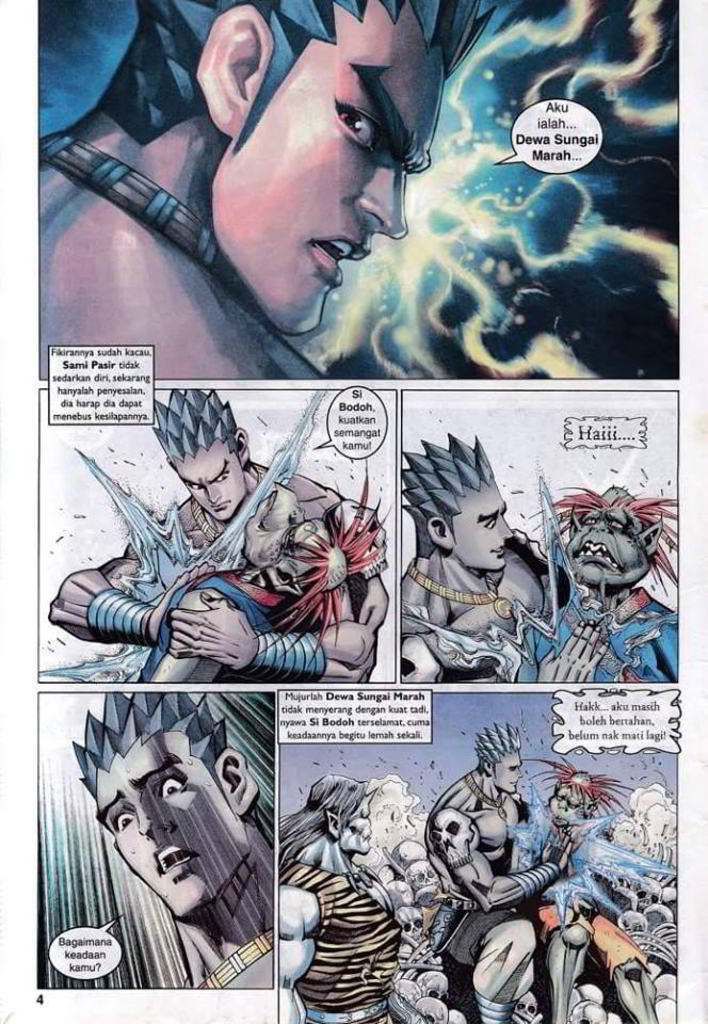 Aku
ialah...
Dewa Sungai
Marah...
Fikirannya sudah kacau,
Sami Pasir tidak
sedarkan diri, sekarang
hanyalah penyesalan,
dia harap dia dapat
menebus kesilapannya.
Si
Bodoh,
kuatkan
semangat
kamu!
Haiii....
Bagaimana
keadaan
kamu?
Mujurlah Dewa Sungai Marah
tidak menyerang dengan kuat tadi,
nyawa Si Bodoh terselamat, cuma
keadaannya begitu lemah sekali.
Hakk... aku masih
boleh bertahan,
belum nak mati lagi!
4